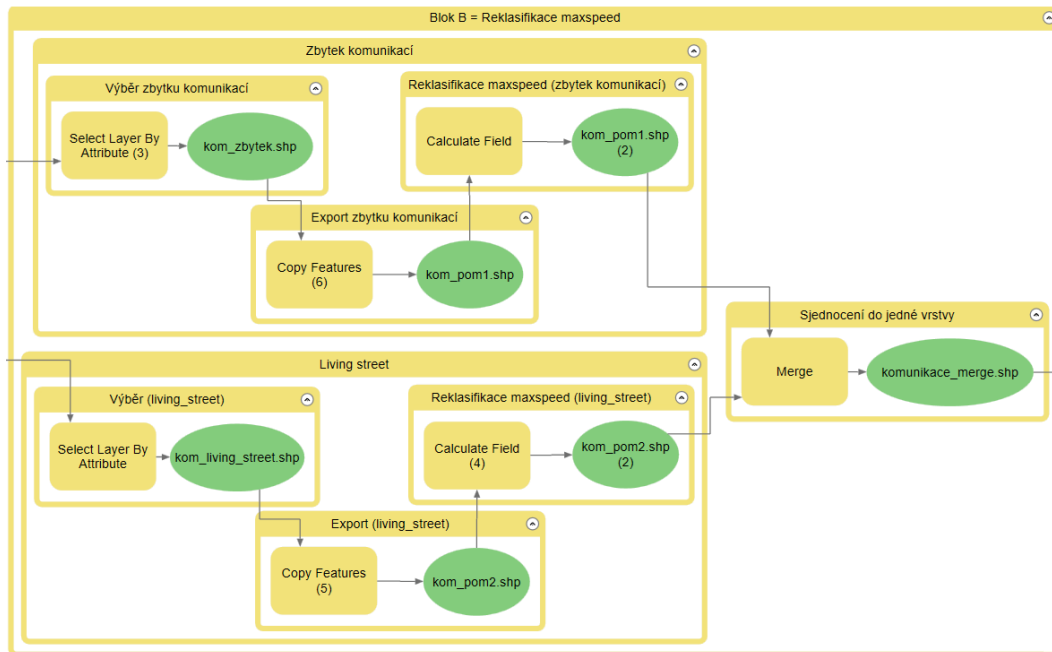 Blok B = Reklasifikace maxspeed
Zbytek komunikací
Výběr zbytku komunikací
Select Layer By
Attribute (3)
kom_zbytek.shp
Reklasifikace maxspeed (zbytek komunikací)
Calculate Field
kom_pom1.shp
(2)
Export zbytku komunikací
Copy Features
(6)
kom_pom1.shp
Sjednocení do jedné vrstvy
Merge
komunikace_merge.shp
Living street
Výběr (living_street)
Select Layer By
Attribute
kom_living_street.shp
Reklasifikace maxspeed (living_street)
Calculate Field
(4)
kom_pom2.shp
(2)
Export (living_street)
Copy Features
(5)
kom_pom2.shp